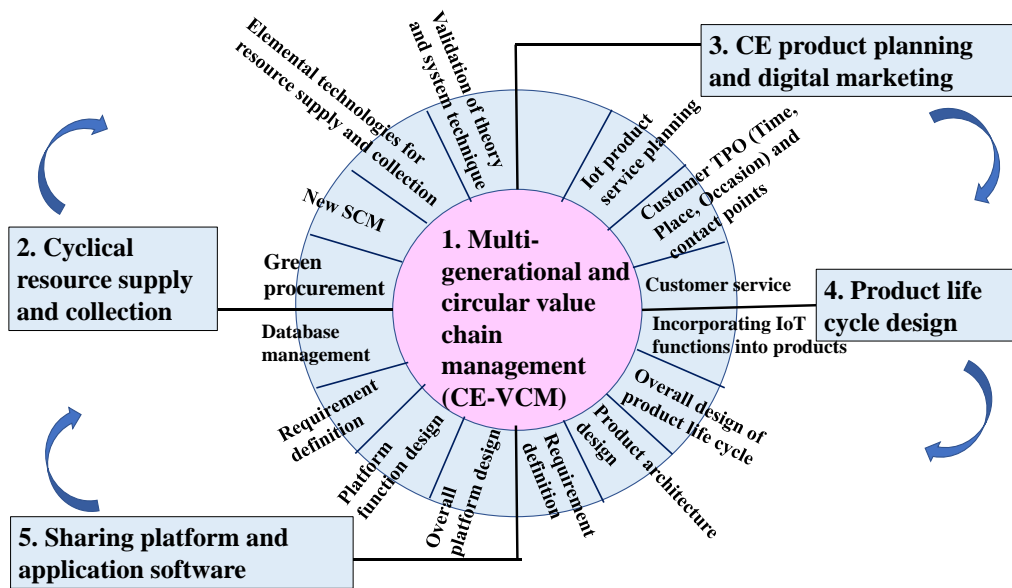 3. CE product planning
and digital marketing
Validation of theory
and system technique
Elemental technologies for
resource supply and collection
New SCM
Green
procurement
2. Cyclical
resource supply
and collection
Iot product
service planning
Customer TPO (Time,
Place, Occasion) and
contact points
Customer service
1. Multi-
generational and
circular value
chain
management
(CE-VCM)
4. Product life
cycle design
Incorporating IoT
functions into products
Overall design of
product life cycle
Product architecture
design
Requirement
definition
Database
management
Requirement
definition
Platform
function design
Overall
platform design
5. Sharing platform and
application software